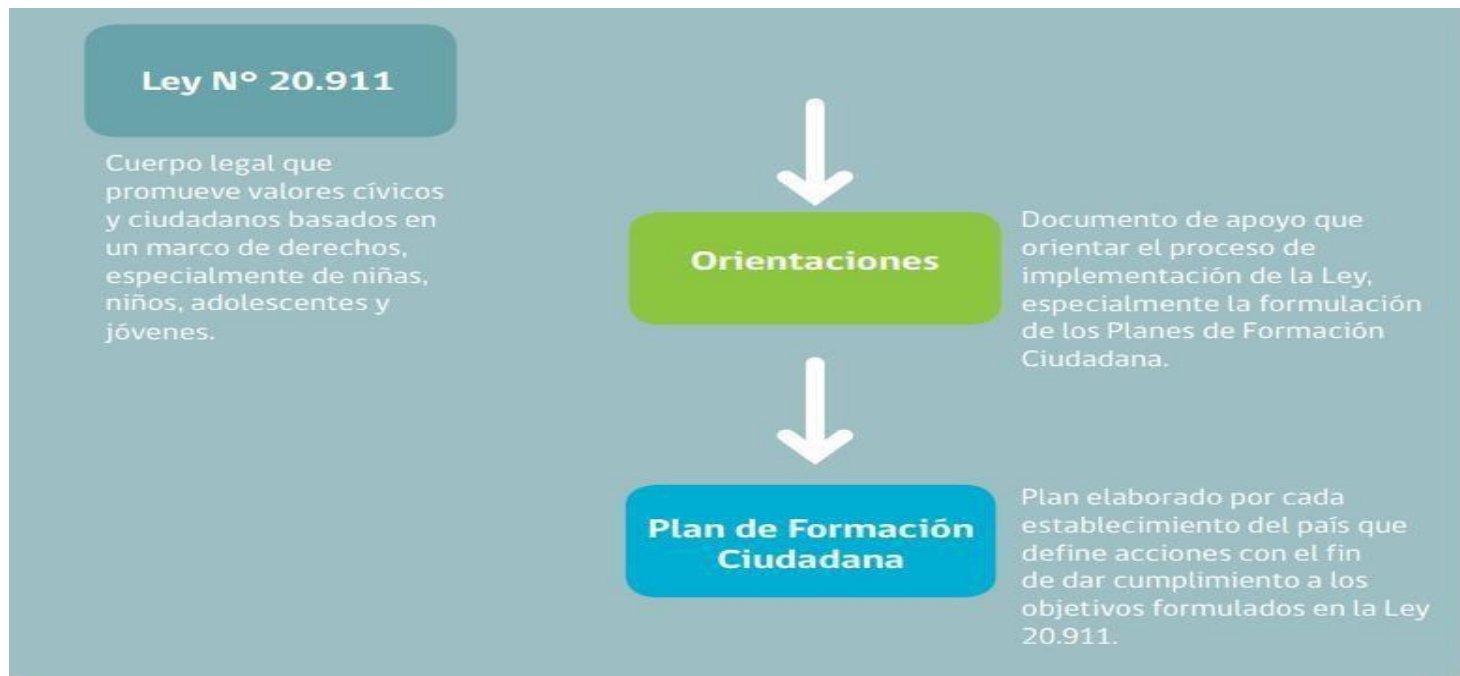 Ley Nº 20.911
Cuerpo legal que
promueve valores cívicos
y ciudadanos basados en
un marco de derechos,
especialmente de niñas,
niños, adolescentes y
jóvenes.
Orientaciones
Documento de apoyo que
orientar el proceso de
implementación de la Ley,
especialmente la formulación
de los Planes de Formación
Ciudadana.
Plan de Formación
Ciudadana
Plan elaborado por cada
establecimiento del país que
define acciones con el fin
de dar cumplimiento a los
objetivos formulados en la Ley
20.911.